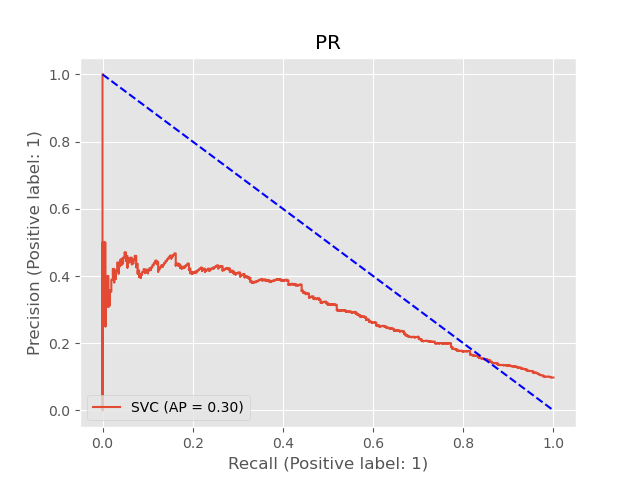 PR
Precision (Positive label: 1)
1.0
0.8
0.6
0.4
0.2
0.0
SVC (AP = 0.30)
0.0 0.2 0.4 0.6 0.8 1.0
Recall (Positive label: 1)